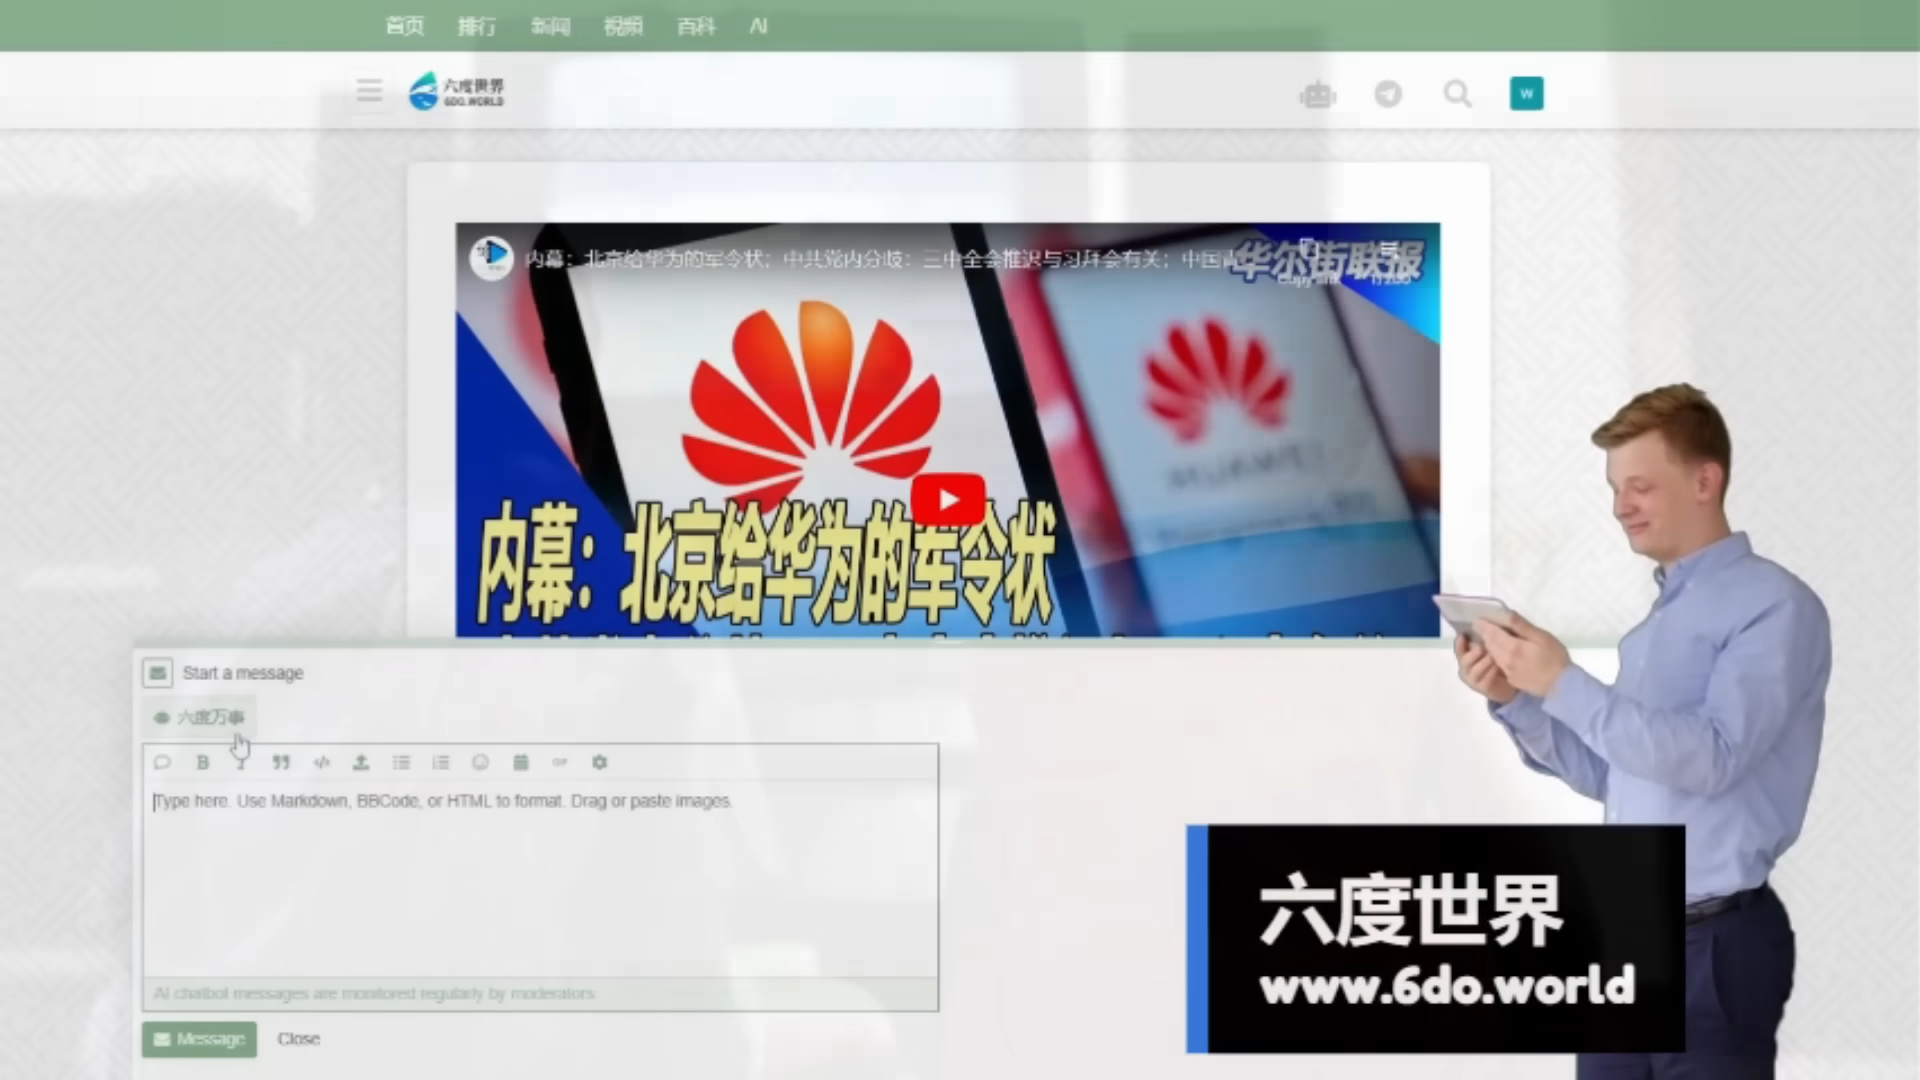 首页 排行 新闻 视频 百科 AI
六度世界
6DO.WORLD
W
内幕：北京给华为的军令状；中共党内分歧：三中全会推迟与习拜会有关；中国
华尔街联报
内幕：北京给华为的军令状
Start a message
六度万事
Type here. Use Markdown, BBCode, or HTML to format. Drag or paste images.
AI chatbot messages are monitored regularly by moderators.
Message Close
六度世界
www.6do.world